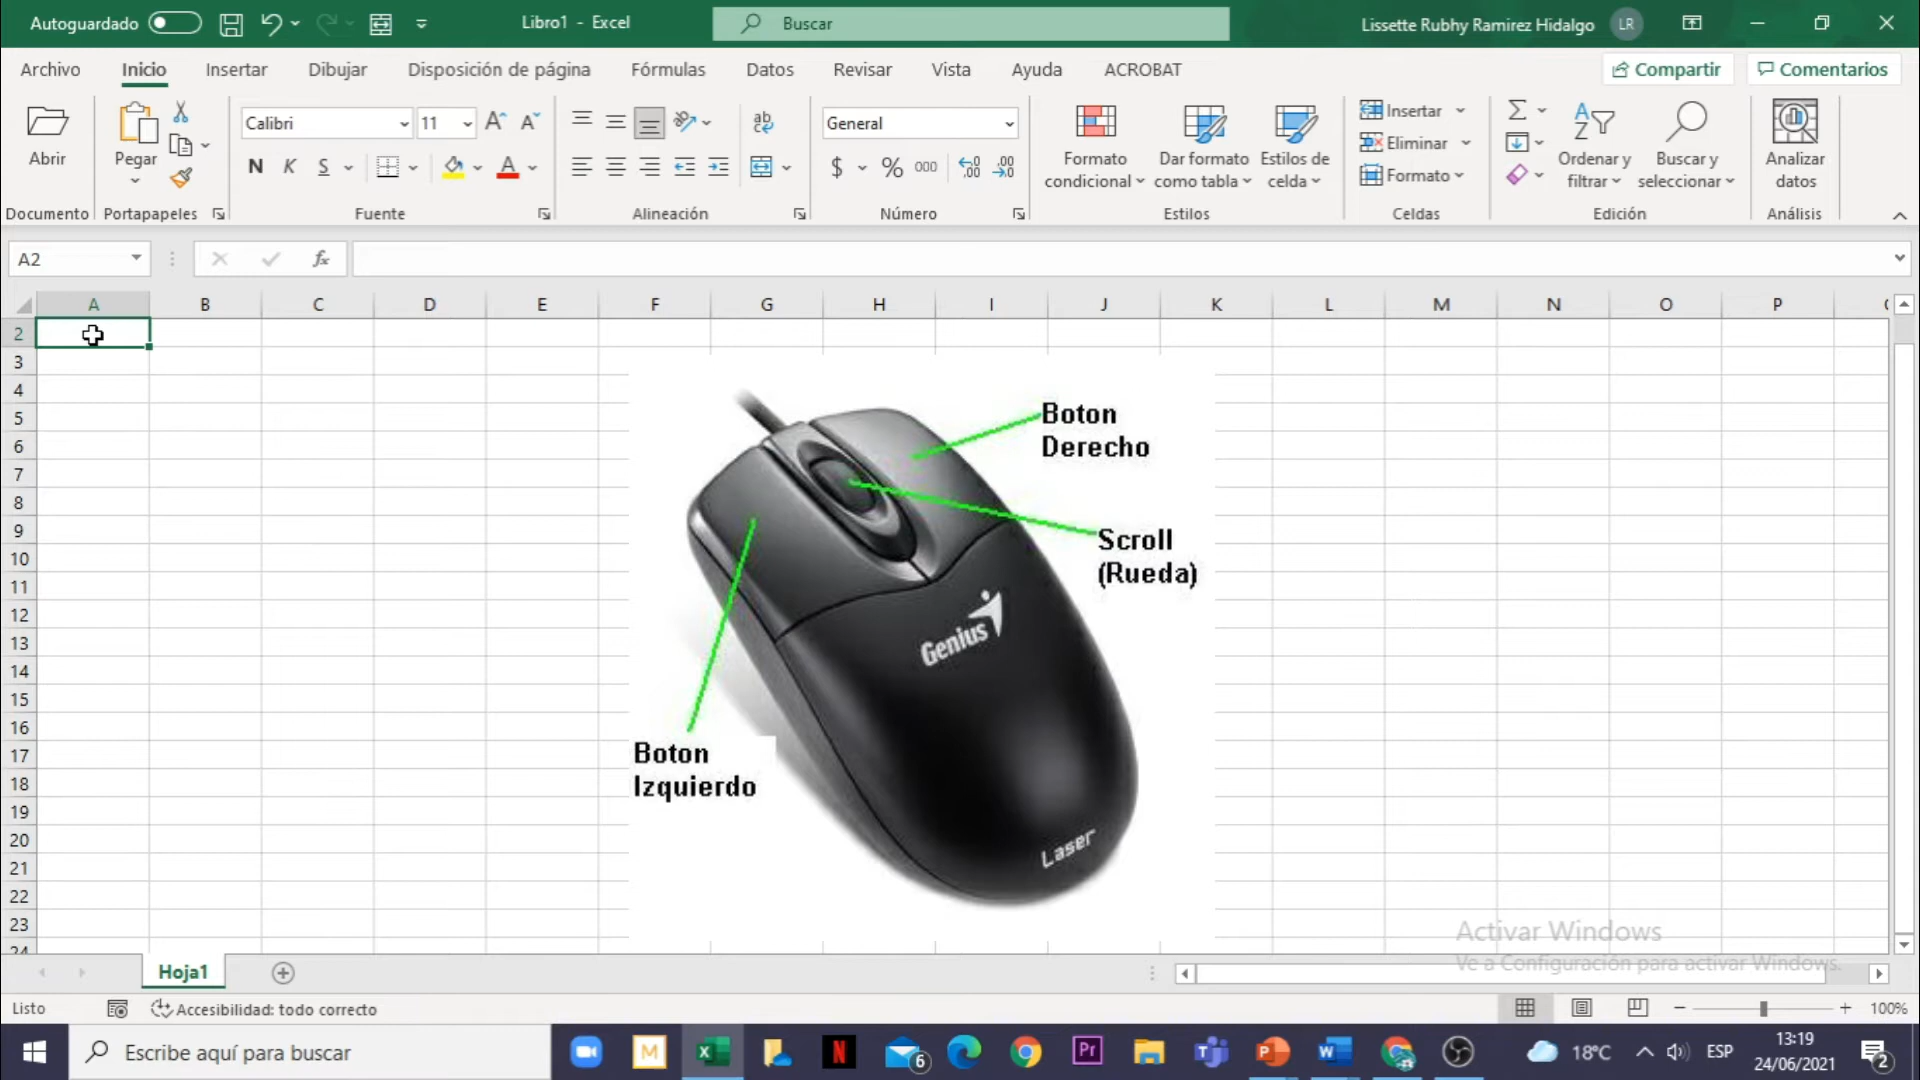 Autoguardado
Libro1 - Excel
Buscar
Lissette Rubhy Ramirez Hidalgo
LR
Archivo Inicio Insertar Dibujar Disposición de página Fórmulas Datos Revisar Vista Ayuda ACROBAT
Compartir Comentarios
Abrir
Documento
Pegar
Portapapeles
Calibri 11
N K S
Fuente
ab
Alineación
General
$ % 000
Número
Formato condicional
Dar formato como tabla
Estilos de celda
Estilos
Insertar
Eliminar
Formato
Celdas
Ordenar y filtrar
Buscar y seleccionar
Edición
Analizar datos
Análisis
A2
fx
A B C D E F G H I J K L M N O P
2
3
4
5
6
7
8
9
10
11
12
13
14
15
16
17
18
19
20
21
22
23
24
Boton
Derecho
Scroll
(Rueda)
Genius
Boton
Izquierdo
Laser
Activar Windows
Ve a Configuración para activar Windows.
Hoja1
Listo
Accesibilidad: todo correcto
100%
Escribe aquí para buscar
6
18°C
ESP
13:19
24/06/2021
2